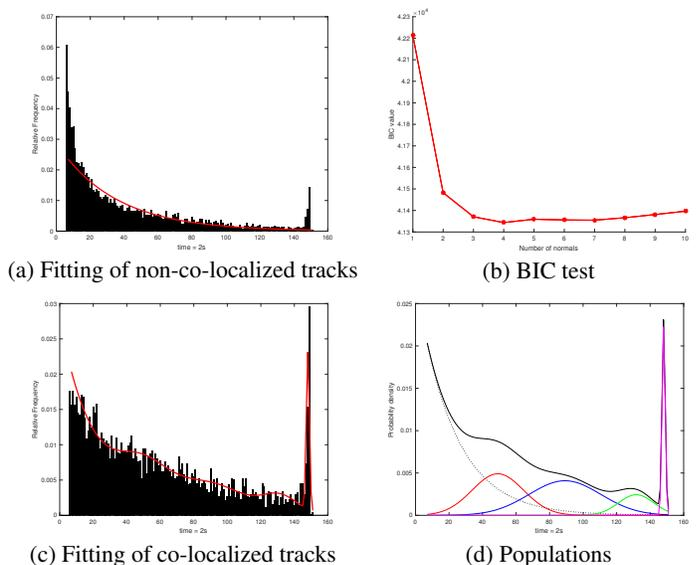 0.07
0.06
0.05
0.04
0.03
0.02
0.01
0
Relative Frequency
0 20 40 60 80 100 120 140 160
time = 2s
(a) Fitting of non-co-localized tracks
×10⁴
4.23
4.22
4.21
4.2
4.19
4.18
4.17
4.16
4.15
4.14
4.13
BIC value
1 2 3 4 5 6 7 8 9 10
Number of normals
(b) BIC test
0.03
0.025
0.02
0.015
0.01
0.005
0
Relative Frequency
0 20 40 60 80 100 120 140 160
time = 2s
(c) Fitting of co-localized tracks
0.025
0.02
0.015
0.01
0.005
0
Probability density
0 20 40 60 80 100 120 140 160
time = 2s
(d) Populations